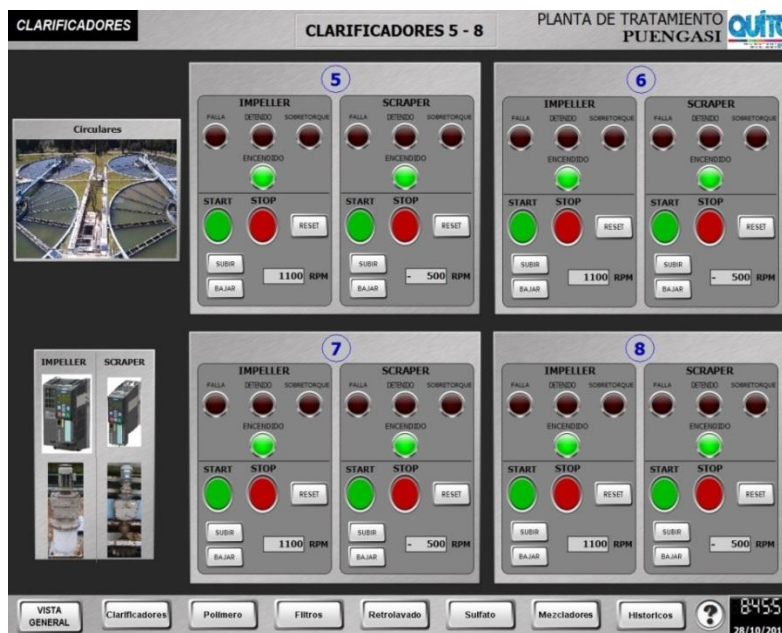 CLARIFICADORES
CLARIFICADORES 5 - 8
PLANTA DE TRATAMIENTO
PUENGASI
QUITO
Circulares
IMPELLER SCRAPER
5
IMPELLER
FALLA DETENIDO SOBRETORQUE
ENCENDIDO
START STOP
RESET
SUBIR
BAJAR
1100 RPM
SCRAPER
FALLA DETENIDO SOBRETORQUE
ENCENDIDO
START STOP
RESET
SUBIR
BAJAR
- 500 RPM
6
IMPELLER
FALLA DETENIDO SOBRETORQUE
ENCENDIDO
START STOP
RESET
SUBIR
BAJAR
1100 RPM
SCRAPER
FALLA DETENIDO SOBRETORQUE
ENCENDIDO
START STOP
RESET
SUBIR
BAJAR
- 500 RPM
7
IMPELLER
FALLA DETENIDO SOBRETORQUE
ENCENDIDO
START STOP
RESET
SUBIR
BAJAR
1100 RPM
SCRAPER
FALLA DETENIDO SOBRETORQUE
ENCENDIDO
START STOP
RESET
SUBIR
BAJAR
- 500 RPM
8
IMPELLER
FALLA DETENIDO SOBRETORQUE
ENCENDIDO
START STOP
RESET
SUBIR
BAJAR
1100 RPM
SCRAPER
FALLA DETENIDO SOBRETORQUE
ENCENDIDO
START STOP
RESET
SUBIR
BAJAR
- 500 RPM
VISTA
GENERAL
Clarificadores
Polimero
Filtros
Retrolavado
Sulfato
Mezcladores
Historicos
?
8:45:5
28/10/201